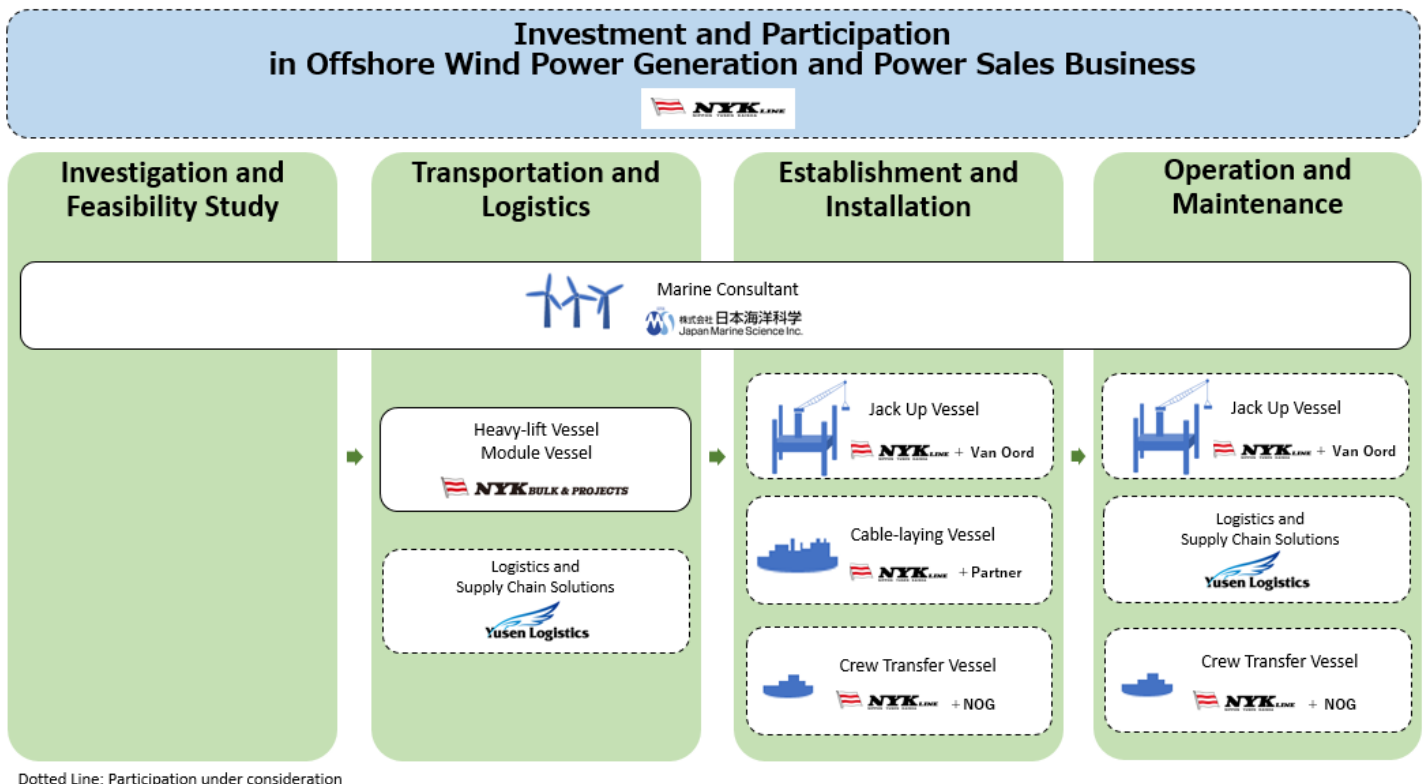 Investment and Participation
in Offshore Wind Power Generation and Power Sales Business
NYK LINE
NIPPON YUSEN KAISHA
Investigation and
Feasibility Study
Transportation and
Logistics
Establishment and
Installation
Operation and
Maintenance
Marine Consultant
株式会社 日本海洋科学
Japan Marine Science Inc.
Heavy-lift Vessel
Module Vessel
NYK BULK & PROJECTS
Logistics and
Supply Chain Solutions
Yusen Logistics
Jack Up Vessel
NYK LINE + Van Oord
Cable-laying Vessel
NYK LINE + Partner
Crew Transfer Vessel
NYK LINE + NOG
Jack Up Vessel
NYK LINE + Van Oord
Logistics and
Supply Chain Solutions
Yusen Logistics
Crew Transfer Vessel
NYK LINE + NOG
Dotted Line: Participation under consideration